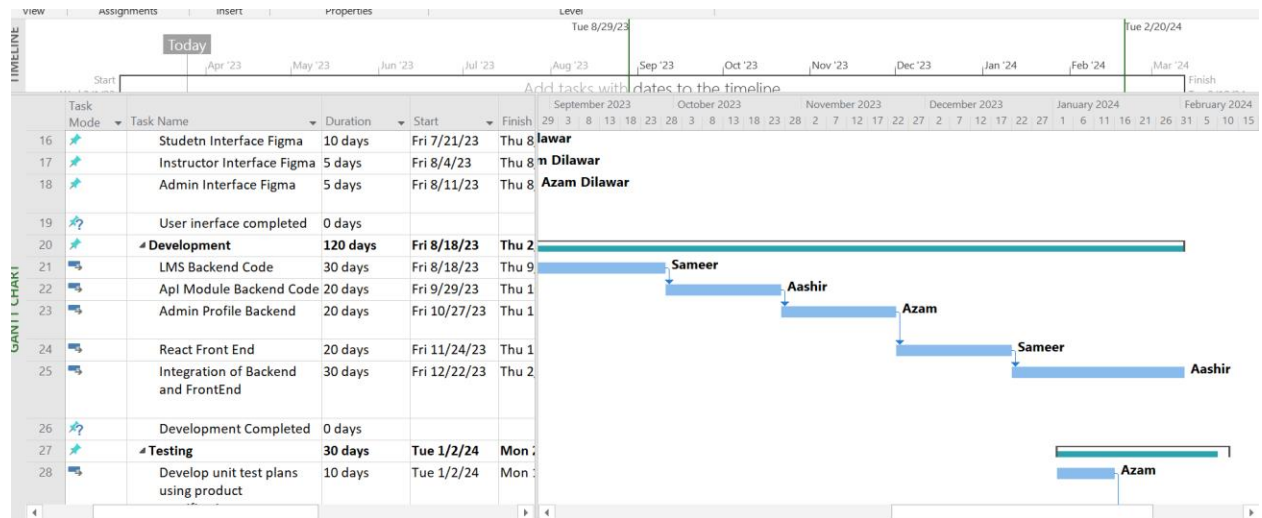 View Assignments Insert Properties Level
TIMELINE
Tue 8/29/23 Tue 2/20/24
Today
Apr '23 May '23 Jun '23 Jul '23 Aug '23 Sep '23 Oct '23 Nov '23 Dec '23 Jan '24 Feb '24 Mar '24
Start Add tasks with dates to the timeline Finish
GANTT CHART
Task Mode Task Name Duration Start Finish
September 2023 October 2023 November 2023 December 2023 January 2024 February 2024
29 3 8 13 18 23 28 3 8 13 18 23 28 2 7 12 17 22 27 2 7 12 17 22 27 1 6 11 16 21 26 31 5 10 15
16 Studetn Interface Figma 10 days Fri 7/21/23 Thu 8 lawar
17 Instructor Interface Figma 5 days Fri 8/4/23 Thu 8 m Dilawar
18 Admin Interface Figma 5 days Fri 8/11/23 Thu 8 Azam Dilawar
19 ? User inerface completed 0 days
20 Development 120 days Fri 8/18/23 Thu 2
21 LMS Backend Code 30 days Fri 8/18/23 Thu 9 Sameer
22 ApI Module Backend Code 20 days Fri 9/29/23 Thu 1 Aashir
23 Admin Profile Backend 20 days Fri 10/27/23 Thu 1 Azam
24 React Front End 20 days Fri 11/24/23 Thu 1 Sameer
25 Integration of Backend 30 days Fri 12/22/23 Thu 2 Aashir
and FrontEnd
26 ? Development Completed 0 days
27 Testing 30 days Tue 1/2/24 Mon 2
28 Develop unit test plans 10 days Tue 1/2/24 Mon Azam
using product